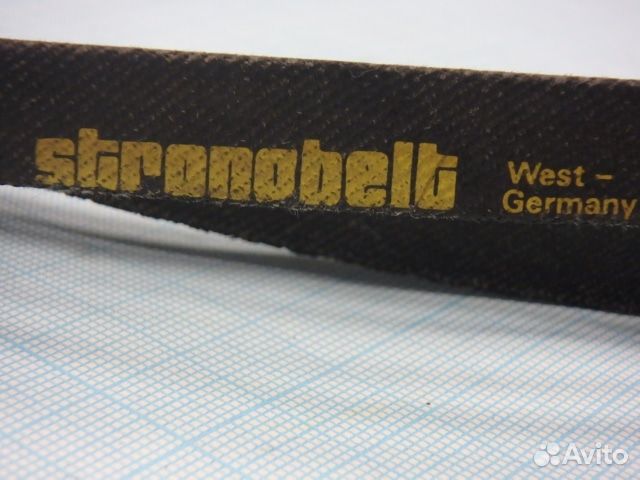 stronobelt
West –
Germany
Avito